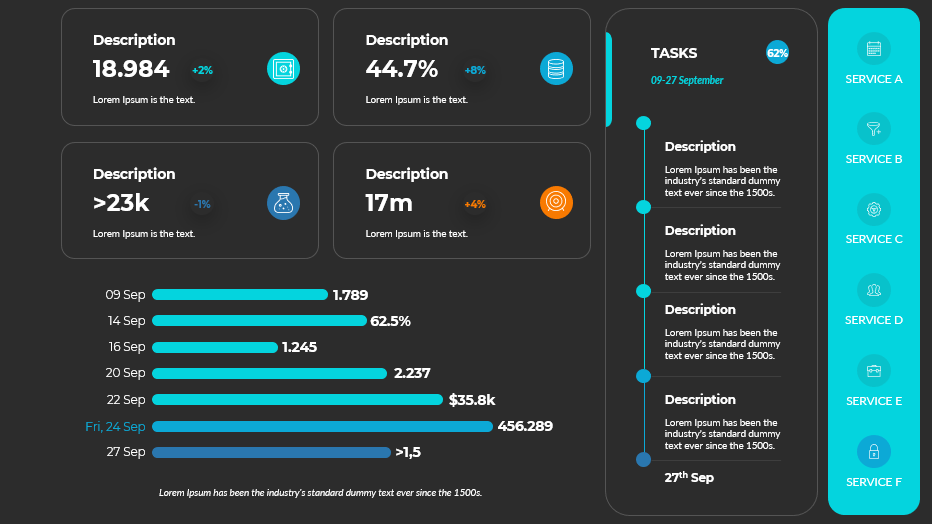 Description
18.984 +2%
Lorem Ipsum is the text.
Description
44.7% +8%
Lorem Ipsum is the text.
Description
>23k -1%
Lorem Ipsum is the text.
Description
17m +4%
Lorem Ipsum is the text.
09 Sep 1.789
14 Sep 62.5%
16 Sep 1.245
20 Sep 2.237
22 Sep $35.8k
Fri, 24 Sep 456.289
27 Sep >1,5
Lorem Ipsum has been the industry's standard dummy text ever since the 1500s.
TASKS 62%
09-27 September
Description
Lorem Ipsum has been the
industry's standard dummy
text ever since the 1500s.
Description
Lorem Ipsum has been the
industry's standard dummy
text ever since the 1500s.
Description
Lorem Ipsum has been the
industry's standard dummy
text ever since the 1500s.
Description
Lorem Ipsum has been the
industry's standard dummy
text ever since the 1500s.
27th Sep
SERVICE A
SERVICE B
SERVICE C
SERVICE D
SERVICE E
SERVICE F